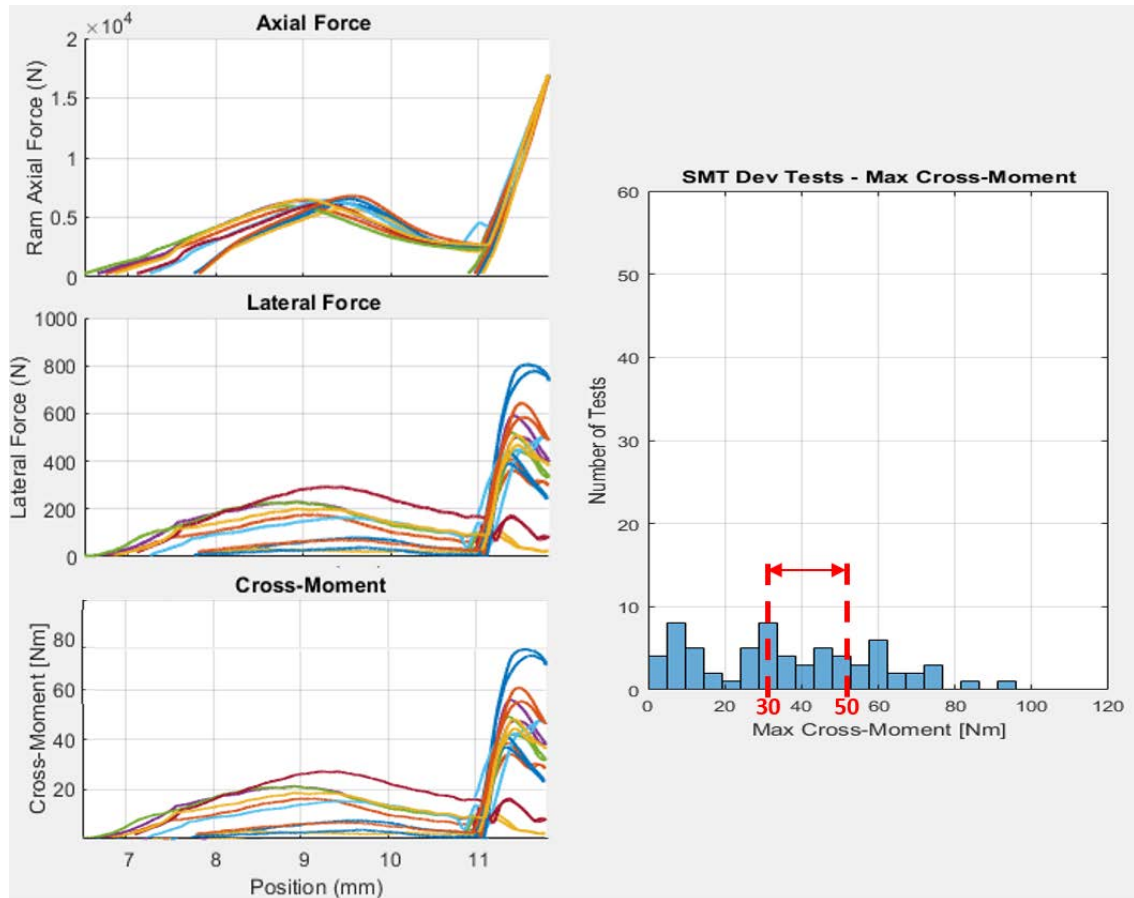 Axial Force
×10⁴
2
1.5
1
0.5
0
Ram Axial Force (N)
Lateral Force
1000
800
600
400
200
0
Lateral Force (N)
Cross-Moment
80
60
40
20
Cross-Moment [Nm]
7 8 9 10 11
Position (mm)
SMT Dev Tests - Max Cross-Moment
60
50
40
30
20
10
0
Number of Tests
0 20 40 60 80 100 120
30 50
Max Cross-Moment [Nm]